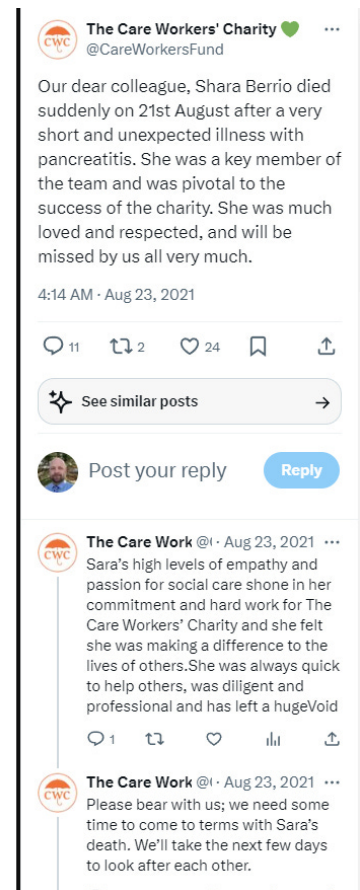 The Care Workers' Charity 💚 ···
CWC
@CareWorkersFund
Our dear colleague, Shara Berrio died
suddenly on 21st August after a very
short and unexpected illness with
pancreatitis. She was a key member of
the team and was pivotal to the
success of the charity. She was much
loved and respected, and will be
missed by us all very much.
4:14 AM · Aug 23, 2021
11 2 24
See similar posts →
Post your reply Reply
The Care Work @( · Aug 23, 2021 ···
CWC
Sara's high levels of empathy and
passion for social care shone in her
commitment and hard work for The
Care Workers' Charity and she felt
she was making a difference to the
lives of others.She was always quick
to help others, was diligent and
professional and has left a hugeVoid
1
The Care Work @( · Aug 23, 2021 ···
CWC
Please bear with us; we need some
time to come to terms with Sara's
death. We'll take the next few days
to look after each other.